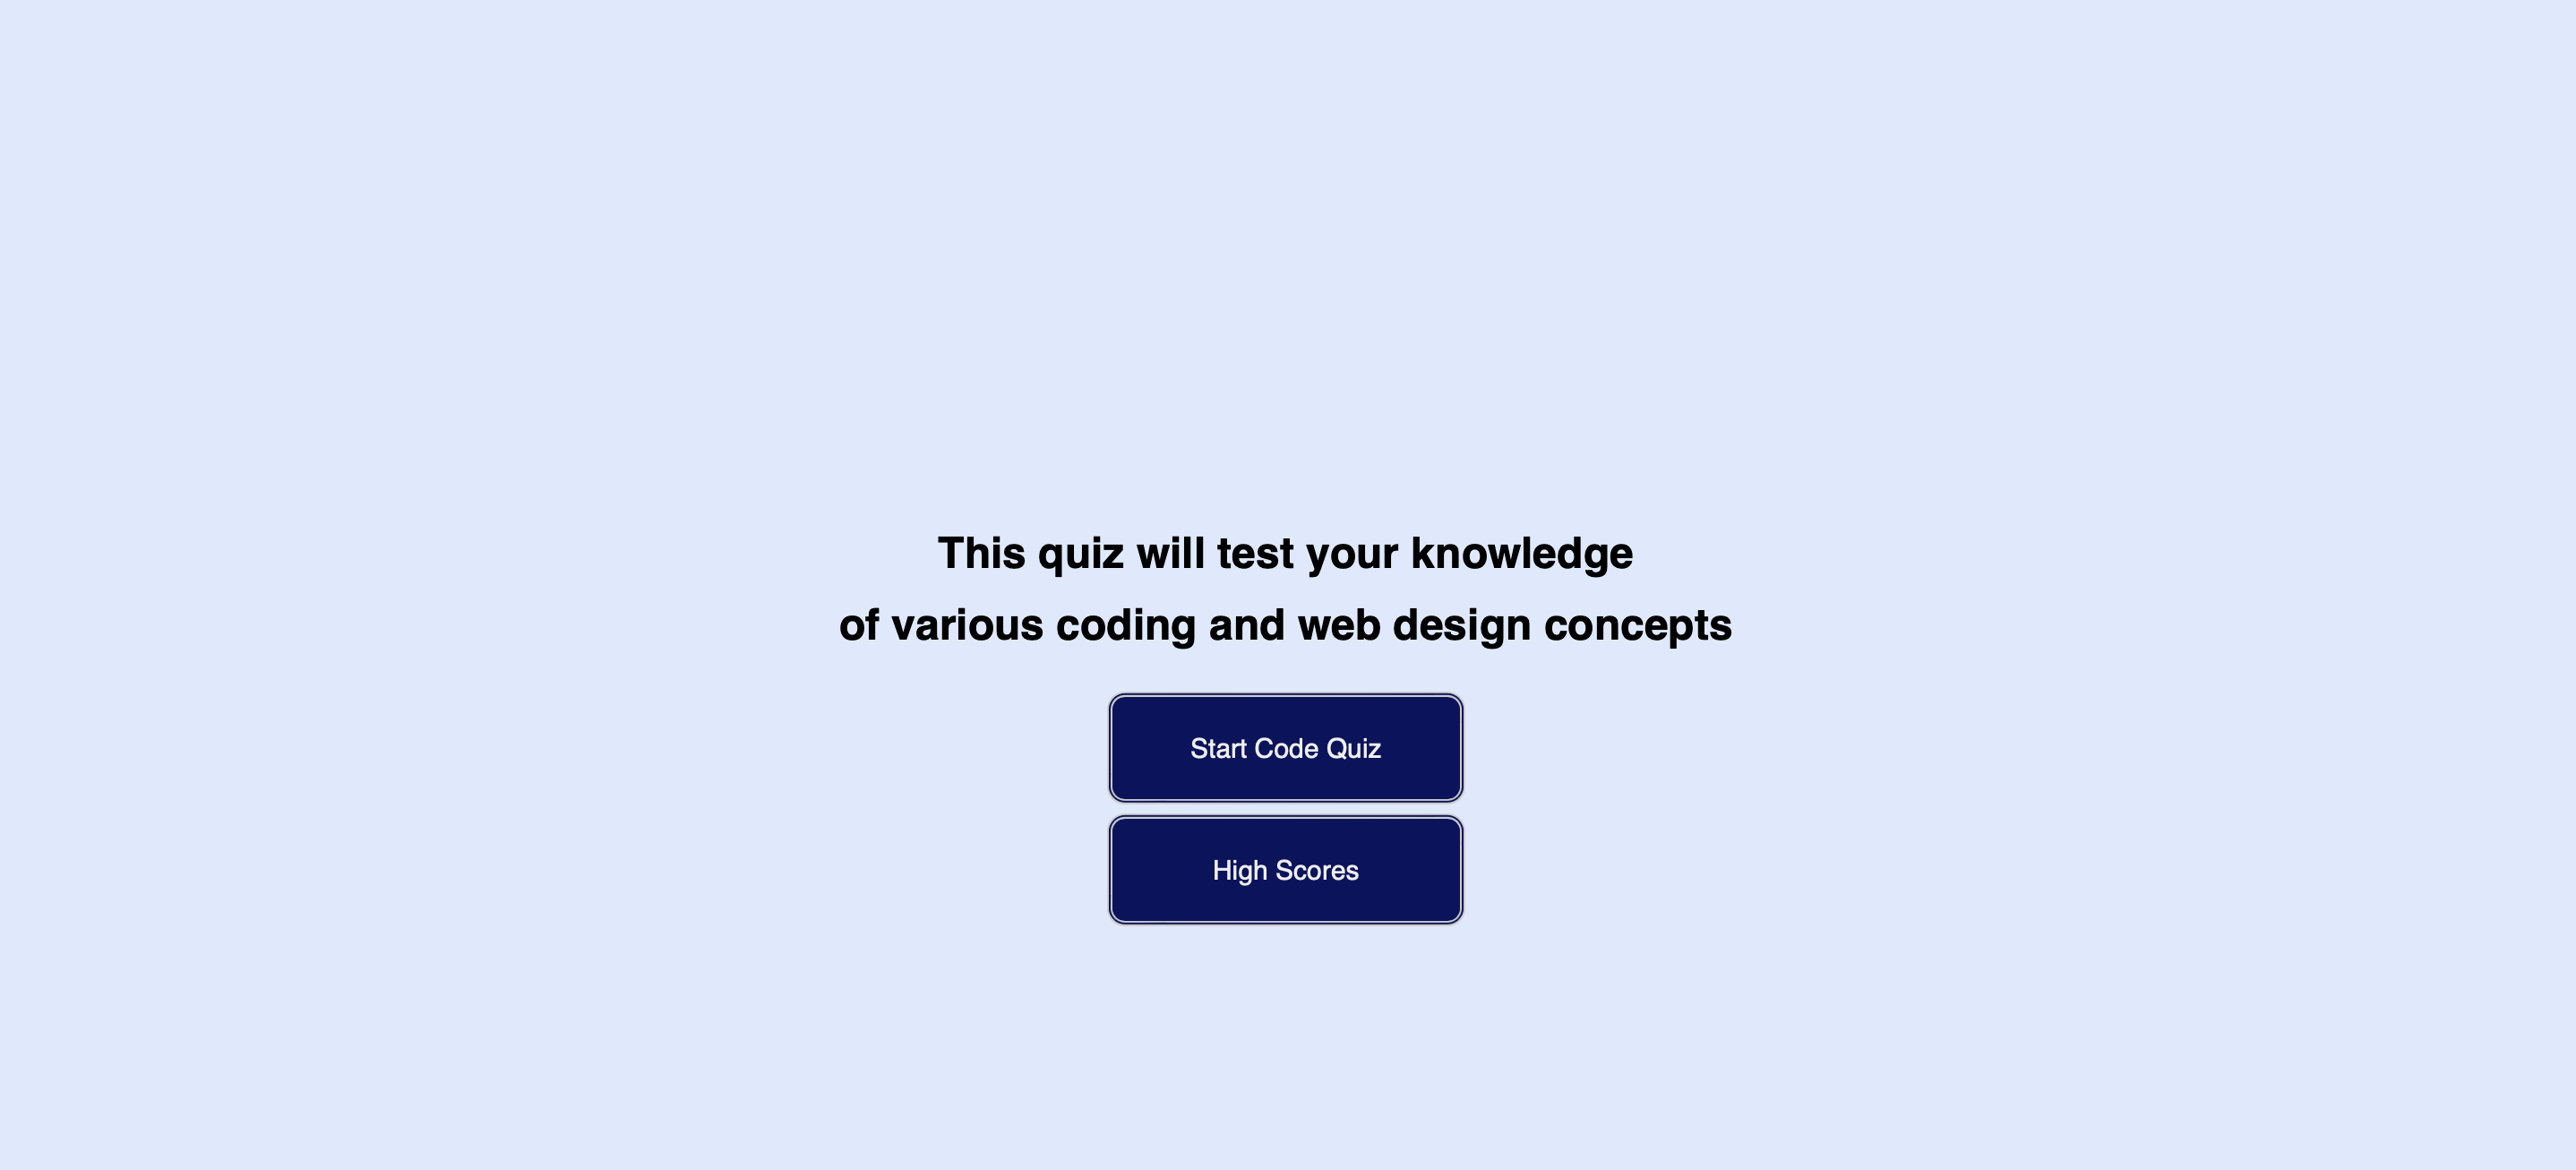 This quiz will test your knowledge
of various coding and web design concepts
Start Code Quiz
High Scores